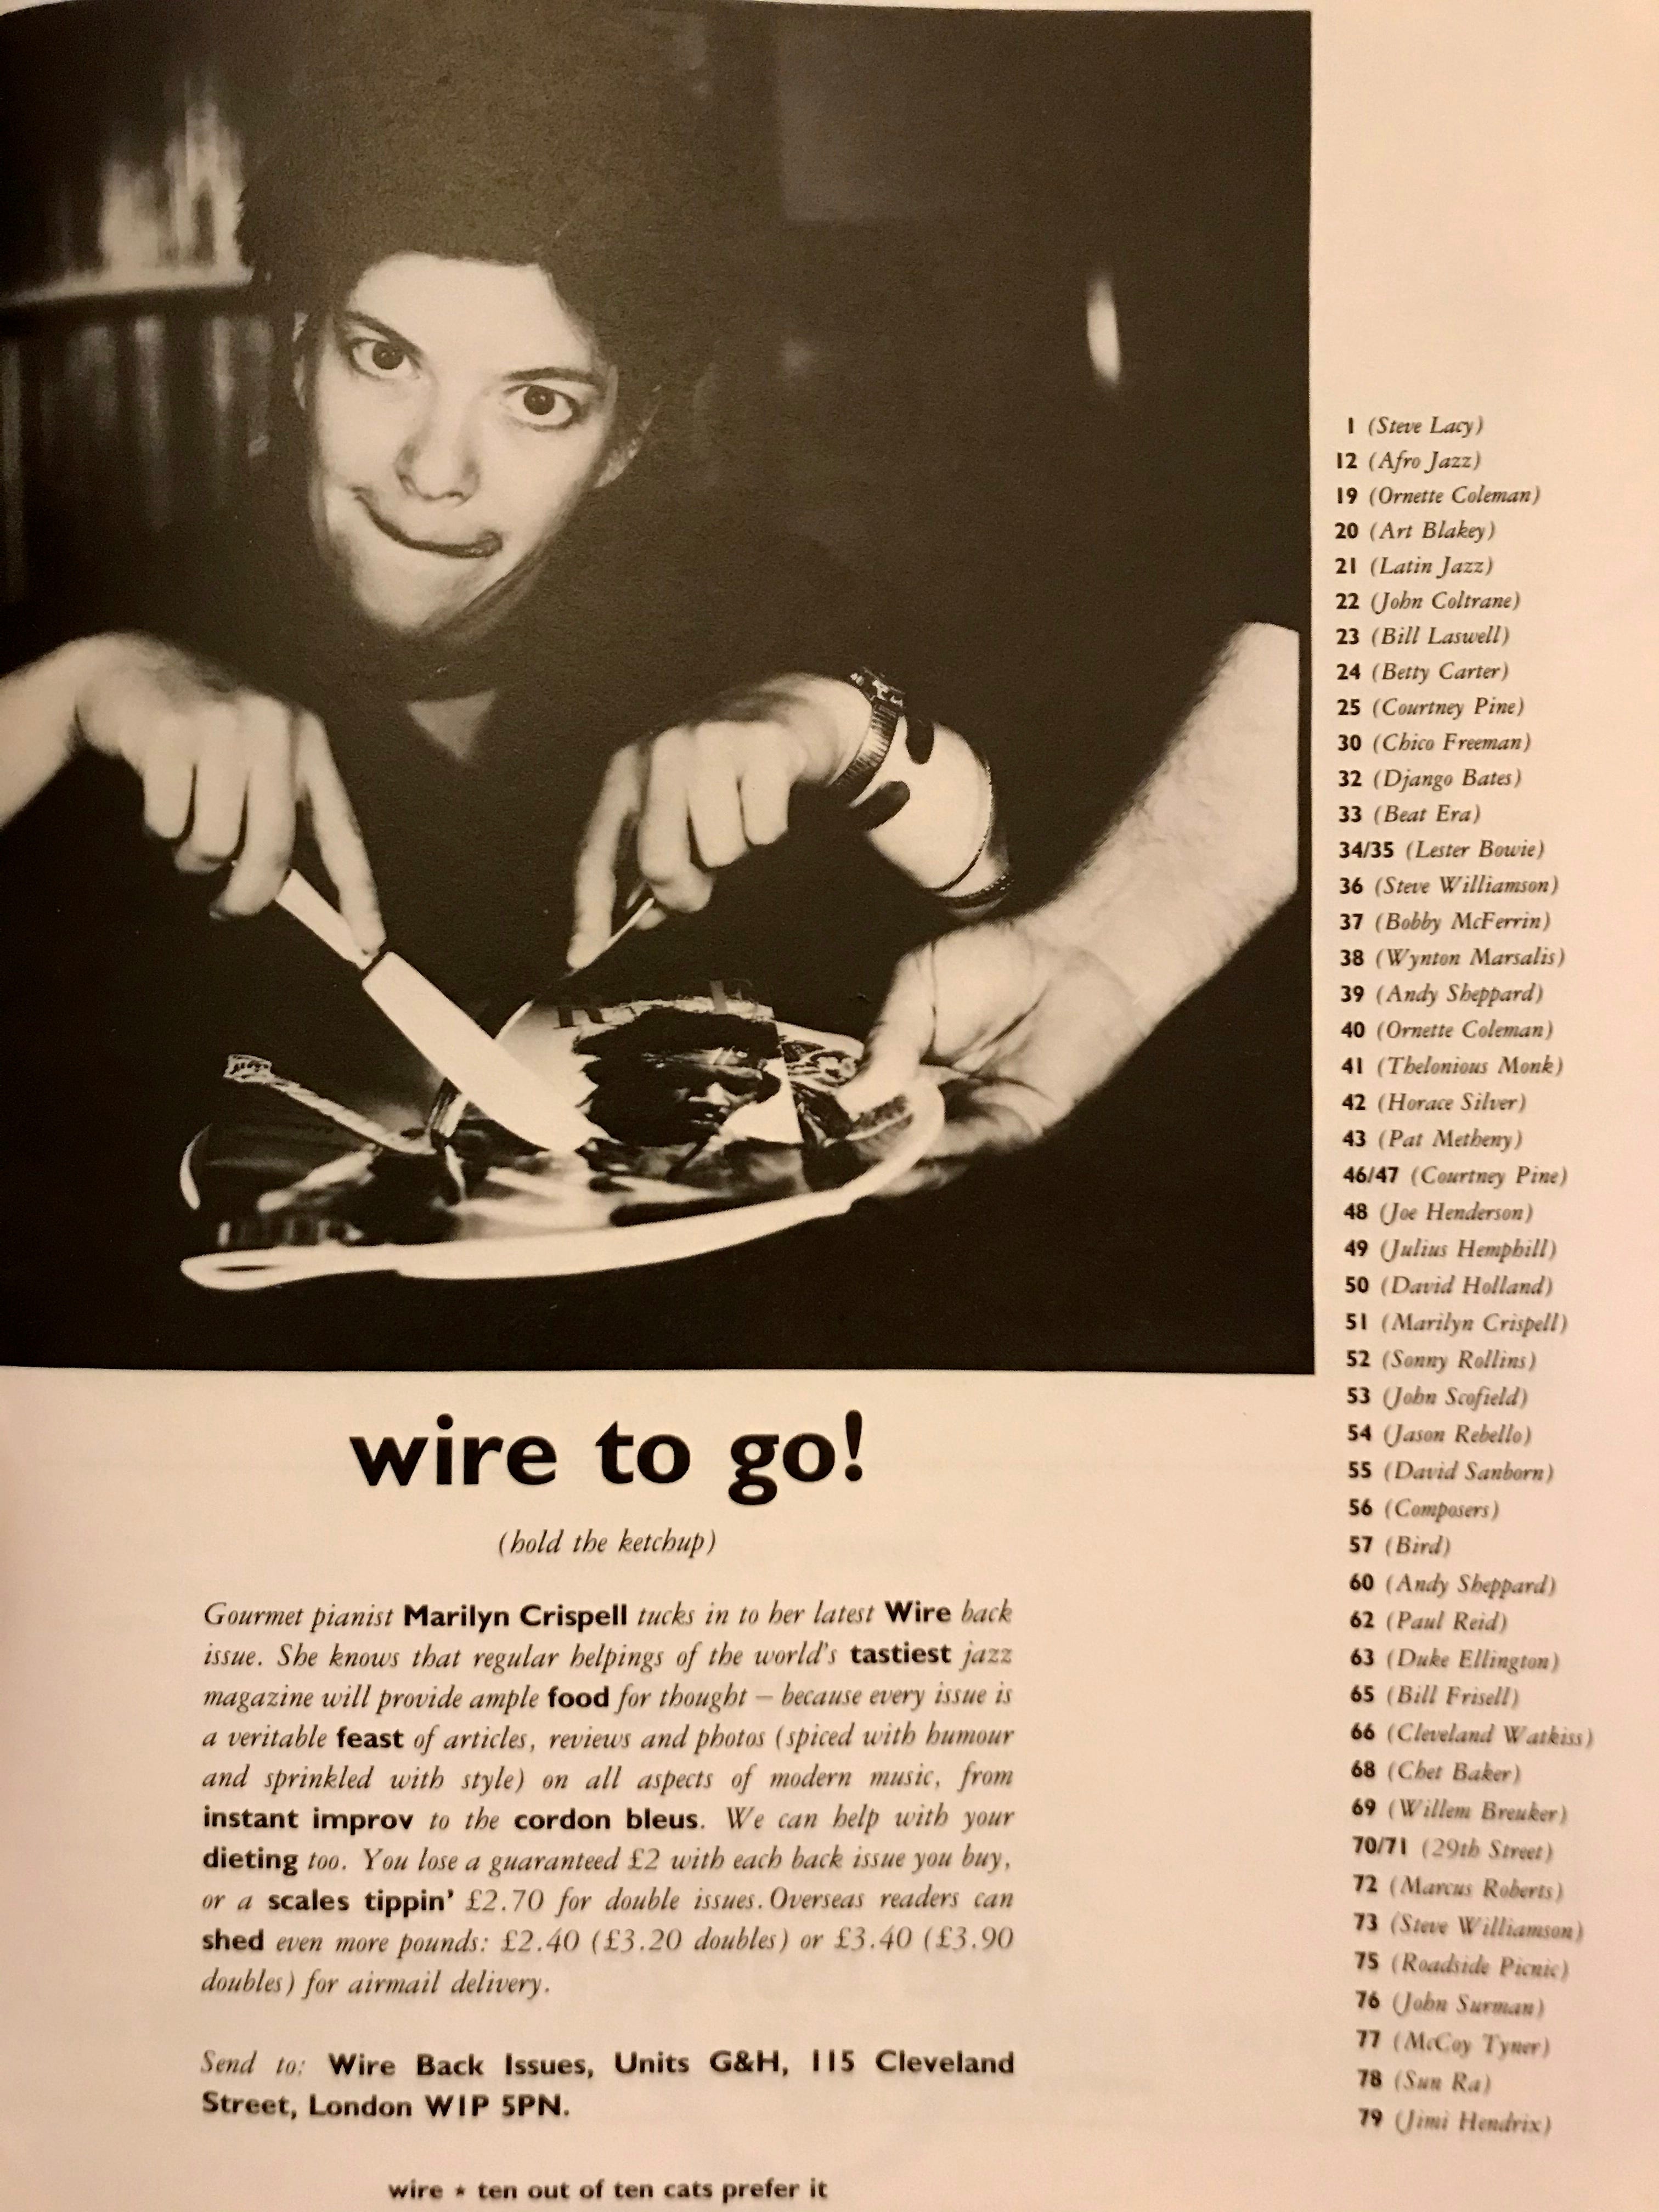 R E
wire to go!
(hold the ketchup)
Gourmet pianist Marilyn Crispell tucks in to her latest Wire back
issue. She knows that regular helpings of the world's tastiest jazz
magazine will provide ample food for thought – because every issue is
a veritable feast of articles, reviews and photos (spiced with humour
and sprinkled with style) on all aspects of modern music, from
instant improv to the cordon bleus. We can help with your
dieting too. You lose a guaranteed £2 with each back issue you buy,
or a scales tippin' £2.70 for double issues. Overseas readers can
shed even more pounds: £2.40 (£3.20 doubles) or £3.40 (£3.90
doubles) for airmail delivery.
Send to: Wire Back Issues, Units G&H, 115 Cleveland
Street, London W1P 5PN.
wire ★ ten out of ten cats prefer it
1 (Steve Lacy)
12 (Afro Jazz)
19 (Ornette Coleman)
20 (Art Blakey)
21 (Latin Jazz)
22 (John Coltrane)
23 (Bill Laswell)
24 (Betty Carter)
25 (Courtney Pine)
30 (Chico Freeman)
32 (Django Bates)
33 (Beat Era)
34/35 (Lester Bowie)
36 (Steve Williamson)
37 (Bobby McFerrin)
38 (Wynton Marsalis)
39 (Andy Sheppard)
40 (Ornette Coleman)
41 (Thelonious Monk)
42 (Horace Silver)
43 (Pat Metheny)
46/47 (Courtney Pine)
48 (Joe Henderson)
49 (Julius Hemphill)
50 (David Holland)
51 (Marilyn Crispell)
52 (Sonny Rollins)
53 (John Scofield)
54 (Jason Rebello)
55 (David Sanborn)
56 (Composers)
57 (Bird)
60 (Andy Sheppard)
62 (Paul Reid)
63 (Duke Ellington)
65 (Bill Frisell)
66 (Cleveland Watkiss)
68 (Chet Baker)
69 (Willem Breuker)
70/71 (29th Street)
72 (Marcus Roberts)
73 (Steve Williamson)
75 (Roadside Picnic)
76 (John Surman)
77 (McCoy Tyner)
78 (Sun Ra)
79 (Jimi Hendrix)